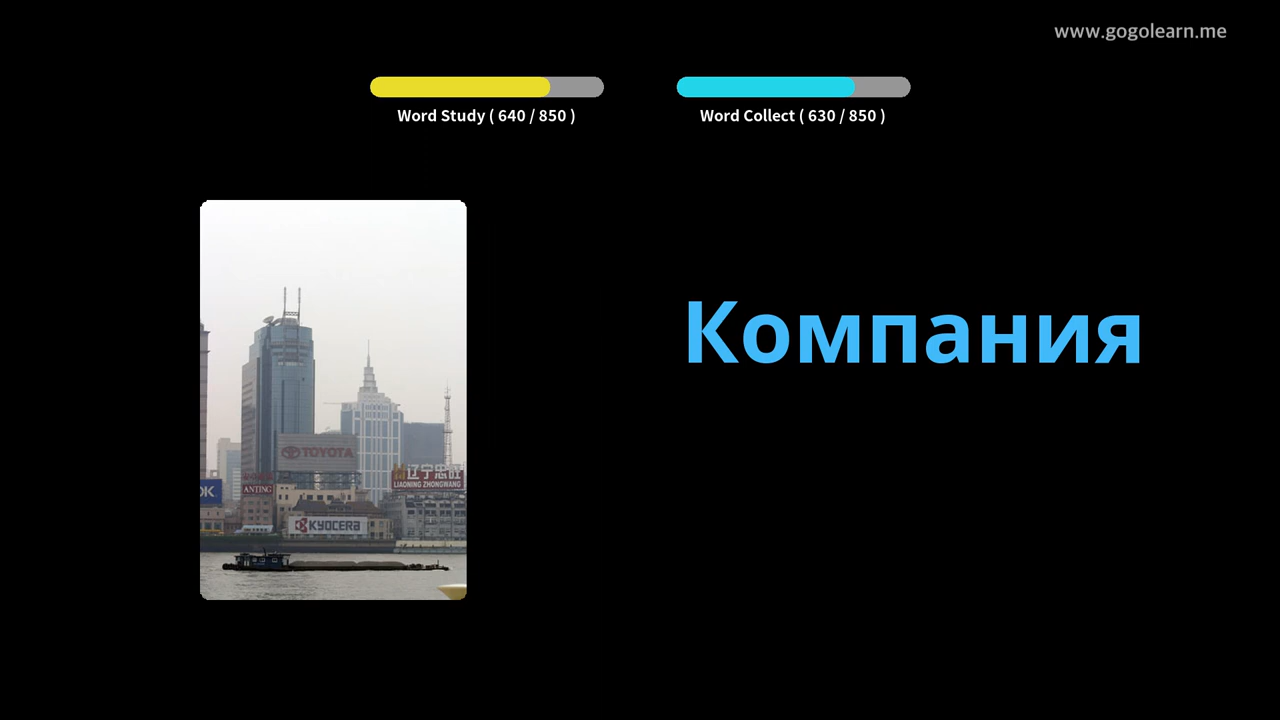 www.gogolearn.me
Word Study ( 640 / 850 )
Word Collect ( 630 / 850 )
Компания
TOYOTA
辽宁忠旺
LIAONING ZHONGWANG
OK
ANTING
KYOCERA